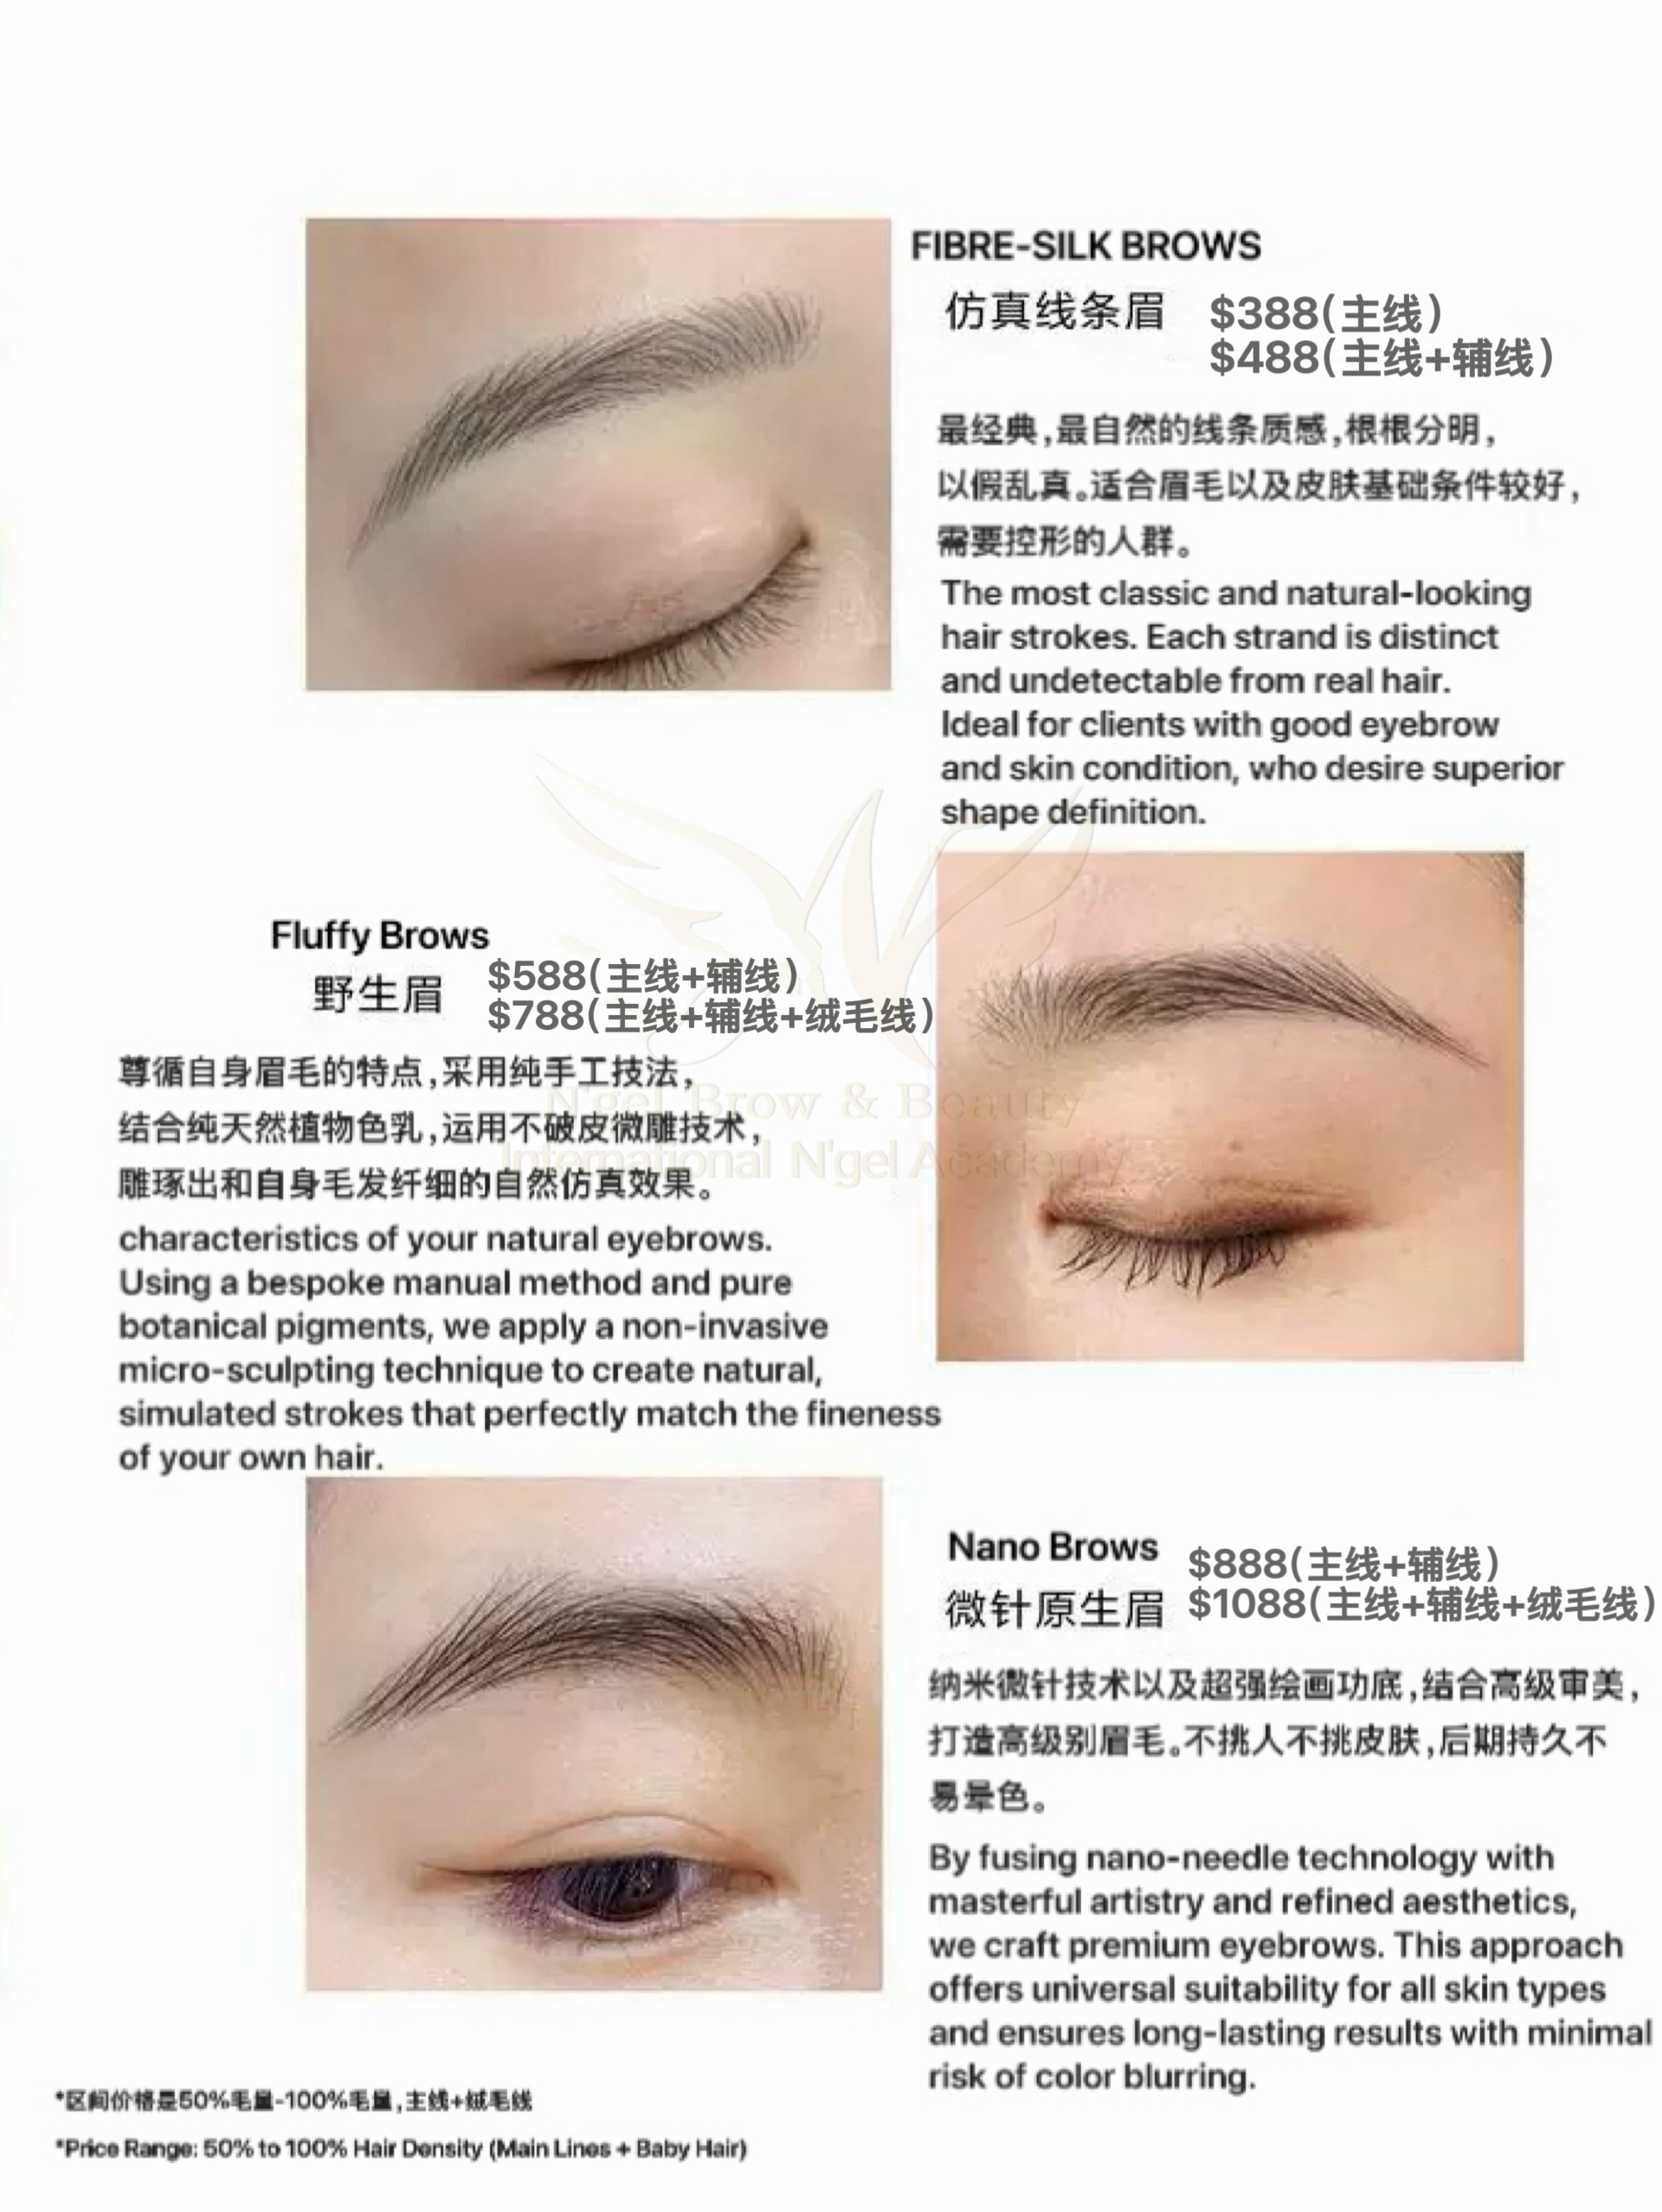 FIBRE-SILK BROWS
仿真线条眉
$388(主线)
$488(主线+辅线)
最经典,最自然的线条质感,根根分明,
以假乱真。适合眉毛以及皮肤基础条件较好,
需要控形的人群。
The most classic and natural-looking
hair strokes. Each strand is distinct
and undetectable from real hair.
Ideal for clients with good eyebrow
and skin condition, who desire superior
shape definition.
Fluffy Brows
野生眉
$588(主线+辅线)
$788(主线+辅线+绒毛线)
尊循自身眉毛的特点,采用纯手工技法,
结合纯天然植物色乳,运用不破皮微雕技术,
雕琢出和自身毛发纤细的自然仿真效果。
N'gel Brow & Beauty
International N'gel Academy
characteristics of your natural eyebrows.
Using a bespoke manual method and pure
botanical pigments, we apply a non-invasive
micro-sculpting technique to create natural,
simulated strokes that perfectly match the fineness
of your own hair.
Nano Brows
微针原生眉
$888(主线+辅线)
$1088(主线+辅线+绒毛线)
纳米微针技术以及超强绘画功底,结合高级审美,
打造高级别眉毛。不挑人不挑皮肤,后期持久不
易晕色。
By fusing nano-needle technology with
masterful artistry and refined aesthetics,
we craft premium eyebrows. This approach
offers universal suitability for all skin types
and ensures long-lasting results with minimal
risk of color blurring.
*区间价格是50%毛量-100%毛量,主线+绒毛线
*Price Range: 50% to 100% Hair Density (Main Lines + Baby Hair)